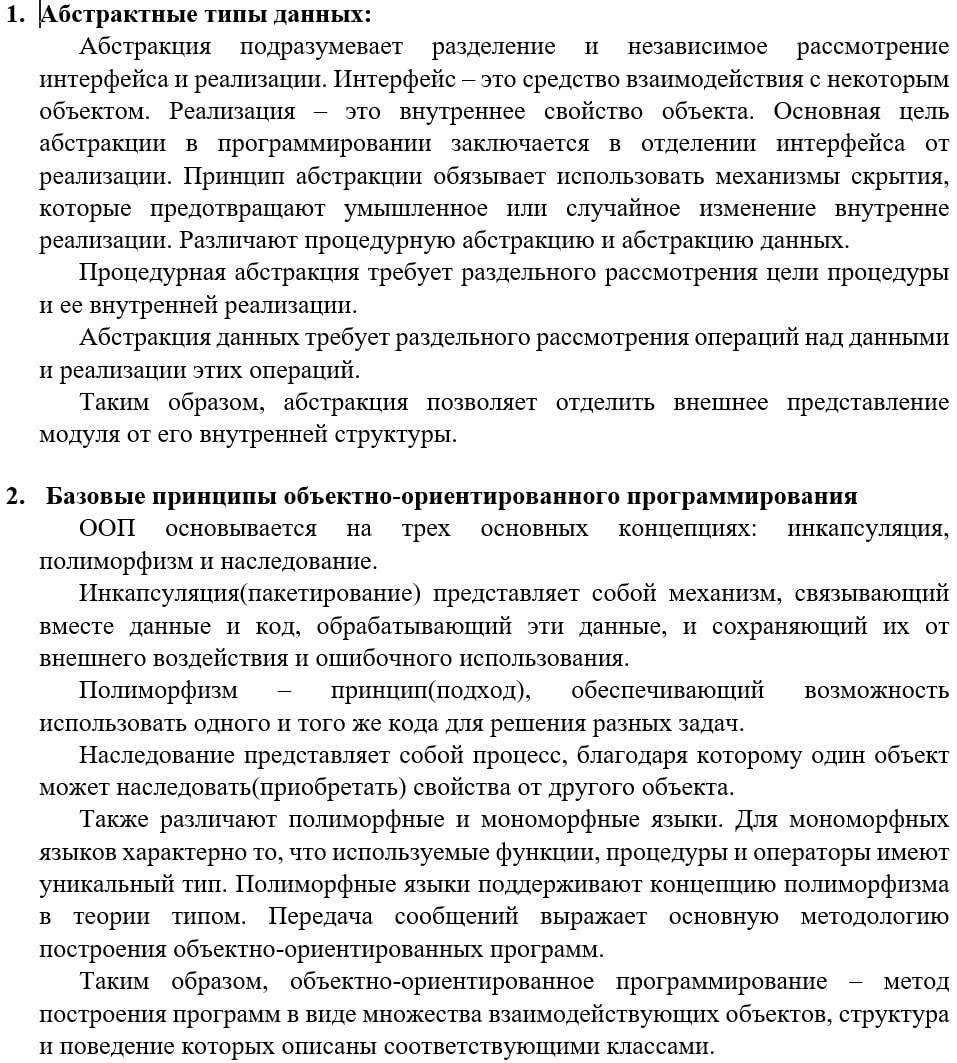 1. Абстрактные типы данных:
Абстракция подразумевает разделение и независимое рассмотрение
интерфейса и реализации. Интерфейс – это средство взаимодействия с некоторым
объектом. Реализация – это внутреннее свойство объекта. Основная цель
абстракции в программировании заключается в отделении интерфейса от
реализации. Принцип абстракции обязывает использовать механизмы скрытия,
которые предотвращают умышленное или случайное изменение внутренне
реализации. Различают процедурную абстракцию и абстракцию данных.
Процедурная абстракция требует раздельного рассмотрения цели процедуры
и ее внутренней реализации.
Абстракция данных требует раздельного рассмотрения операций над данными
и реализации этих операций.
Таким образом, абстракция позволяет отделить внешнее представление
модуля от его внутренней структуры.
2. Базовые принципы объектно-ориентированного программирования
ООП основывается на трех основных концепциях: инкапсуляция,
полиморфизм и наследование.
Инкапсуляция(пакетирование) представляет собой механизм, связывающий
вместе данные и код, обрабатывающий эти данные, и сохраняющий их от
внешнего воздействия и ошибочного использования.
Полиморфизм – принцип(подход), обеспечивающий возможность
использовать одного и того же кода для решения разных задач.
Наследование представляет собой процесс, благодаря которому один объект
может наследовать(приобретать) свойства от другого объекта.
Также различают полиморфные и мономорфные языки. Для мономорфных
языков характерно то, что используемые функции, процедуры и операторы имеют
уникальный тип. Полиморфные языки поддерживают концепцию полиморфизма
в теории типом. Передача сообщений выражает основную методологию
построения объектно-ориентированных программ.
Таким образом, объектно-ориентированное программирование – метод
построения программ в виде множества взаимодействующих объектов, структура
и поведение которых описаны соответствующими классами.